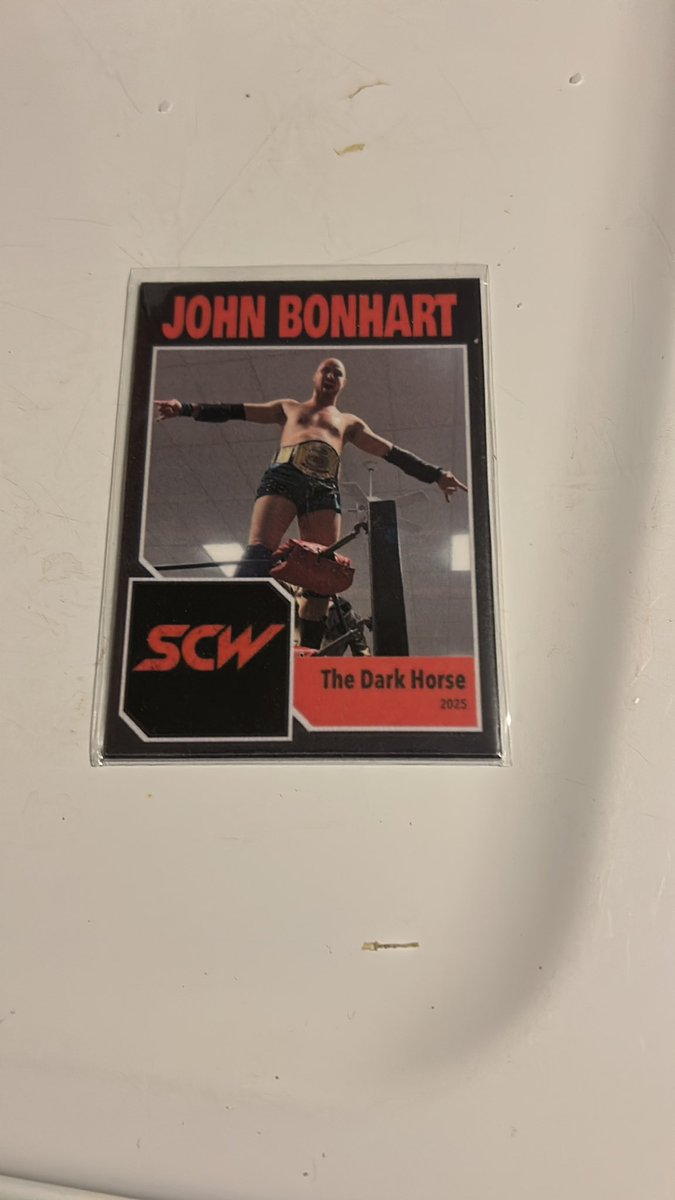 JOHN BONHART
SCW
The Dark Horse
2025